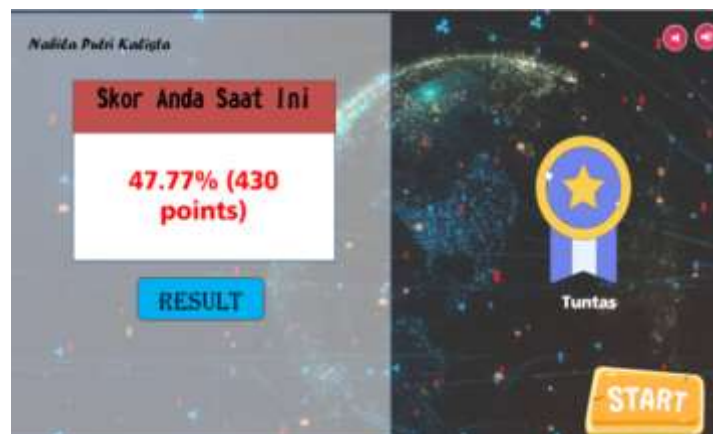 Nabila Putri Kalista
Skor Anda Saat Ini
47.77% (430
points)
RESULT
Tuntas
START